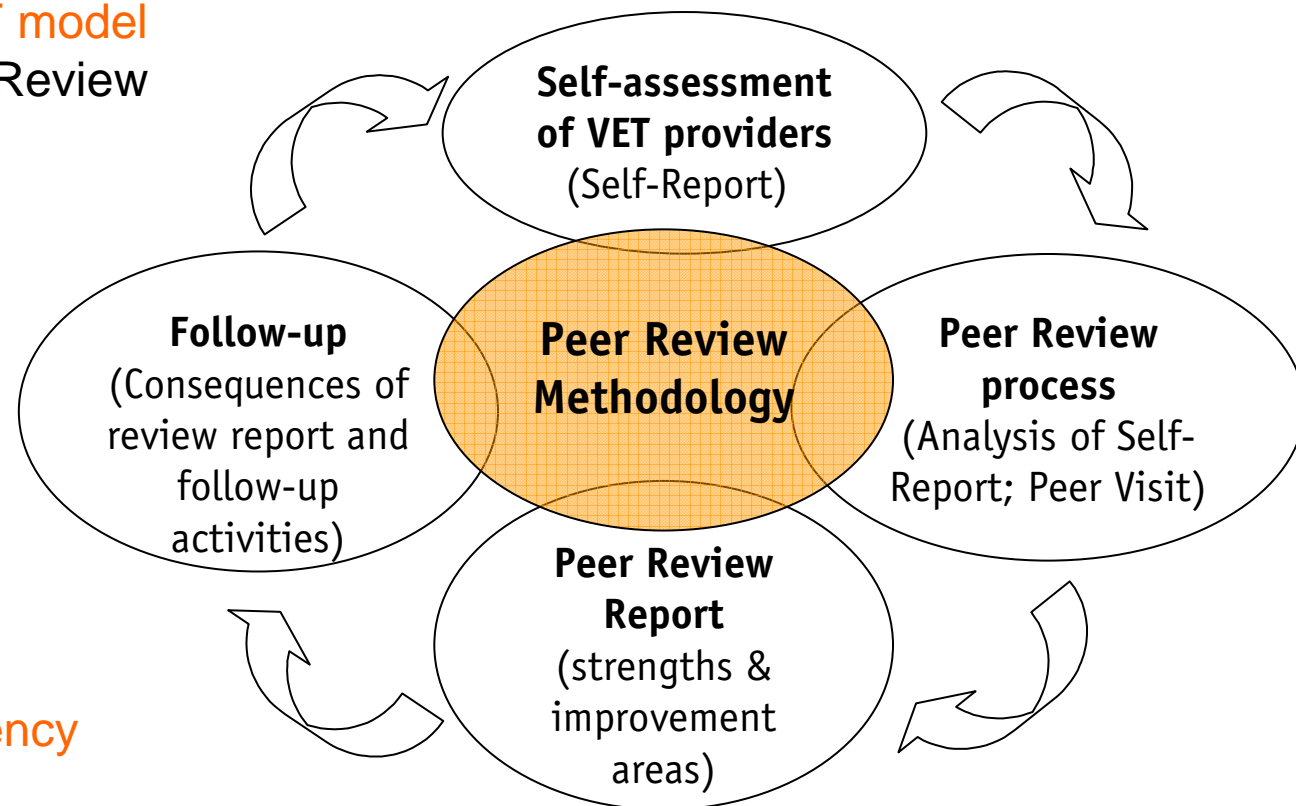 model
Review
Self-assessment
of VET providers
(Self-Report)
Follow-up
(Consequences of
review report and
follow-up
activities)
Peer Review
Methodology
Peer Review
process
(Analysis of Self-
Report; Peer Visit)
Peer Review
Report
(strengths &
improvement
areas)
ency